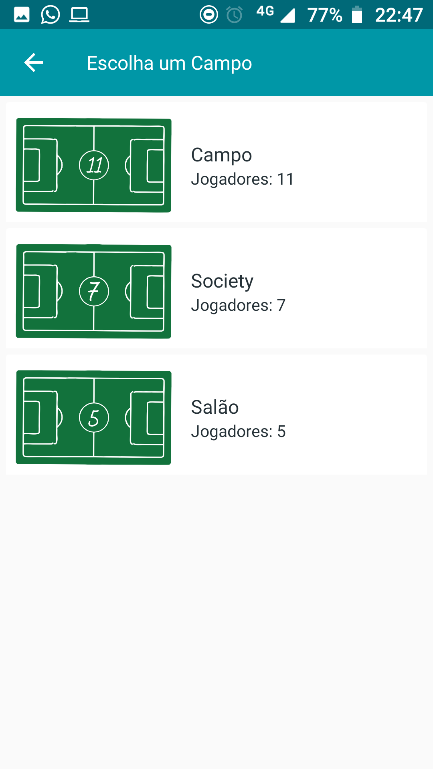 4G 77% 22:47
Escolha um Campo
11
Campo
Jogadores: 11
7
Society
Jogadores: 7
5
Salão
Jogadores: 5